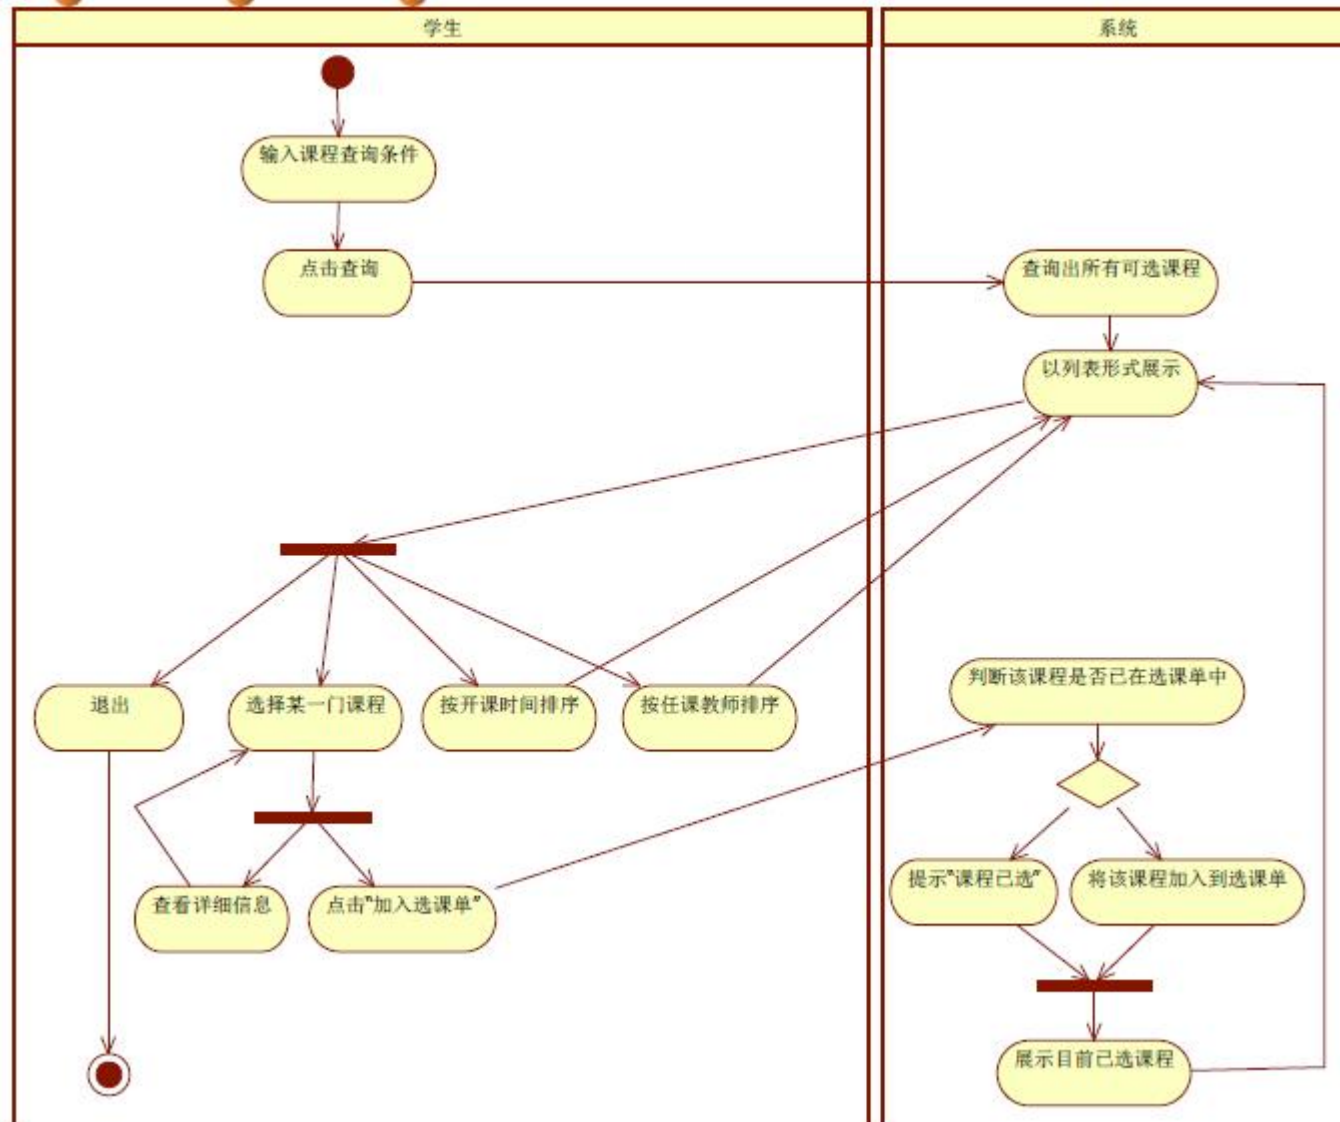 学生
系统
输入课程查询条件
点击查询
查询出所有可选课程
以列表形式展示
判断该课程是否已在选课单中
退出
选择某一门课程
按开课时间排序
按任课教师排序
提示“课程已选”
将该课程加入到选课单
查看详细信息
点击“加入选课单”
展示目前已选课程